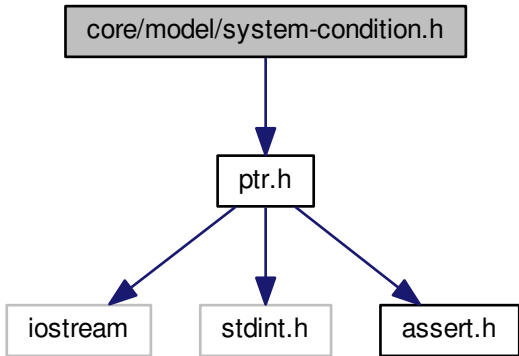 core/model/system-condition.h
ptr.h
iostream
stdint.h
assert.h